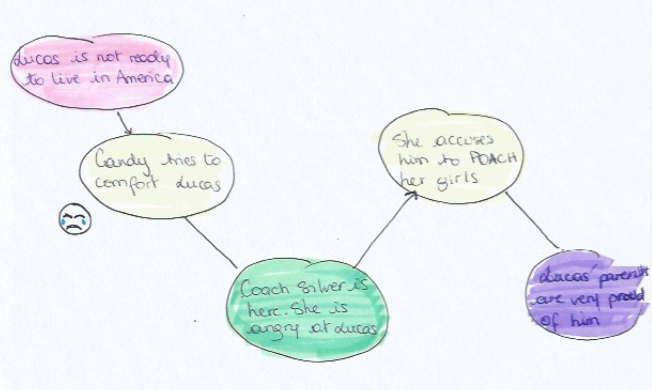 Lucas is not ready
to live in America
Candy tries to
comfort Lucas
Coach Silver is
here. She is
angry at Lucas
She accuses
him to POACH
her girls
Lucas' parents
are very proud
of him